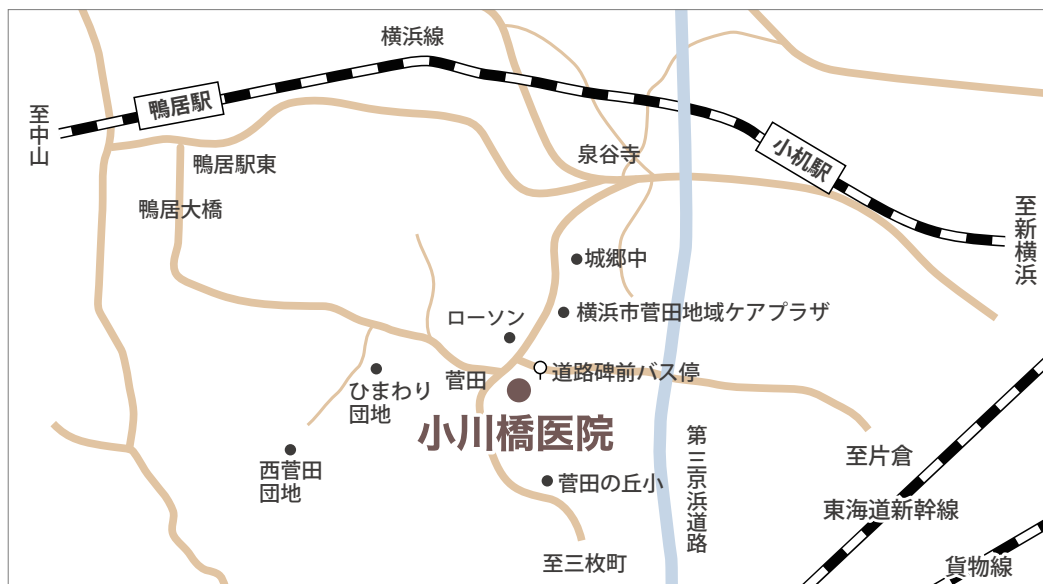 横浜線
鴨居駅
至中山
鴨居駅東
鴨居大橋
泉谷寺
小机駅
至新横浜
城郷中
横浜市菅田地域ケアプラザ
ローソン
菅田
道路碑前バス停
ひまわり
団地
小川橋医院
西菅田
団地
菅田の丘小
至三枚町
第三京浜道路
至片倉
東海道新幹線
貨物線